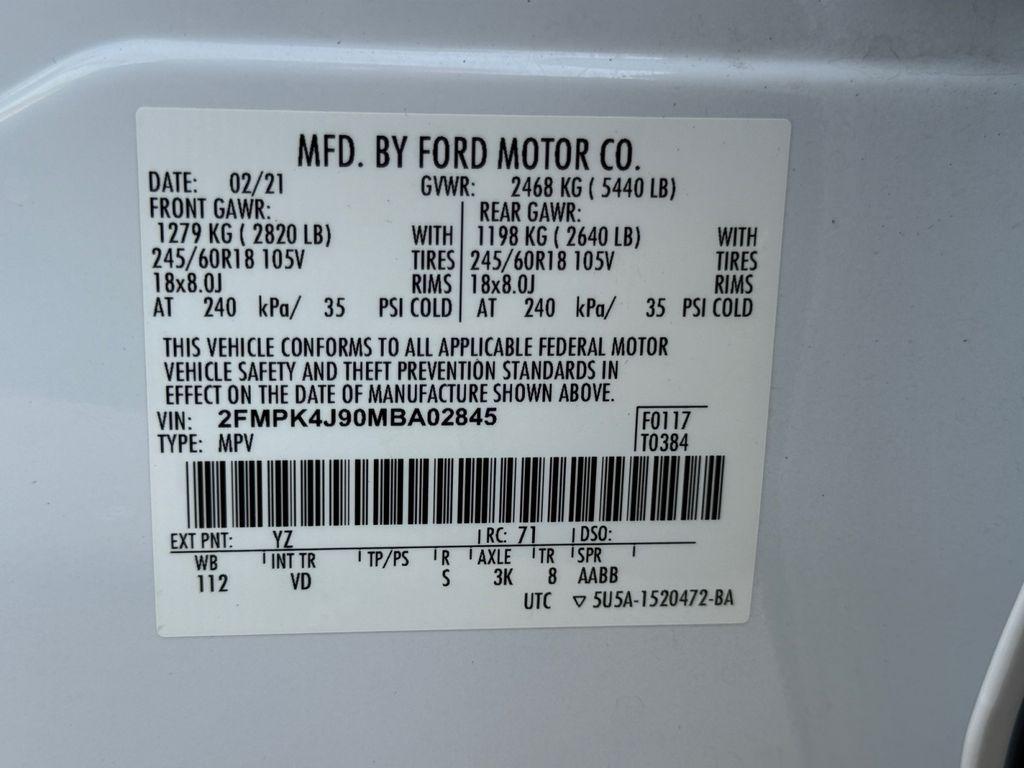 MFD. BY FORD MOTOR CO.
DATE: 02/21 GVWR: 2468 KG ( 5440 LB)
FRONT GAWR: REAR GAWR:
1279 KG ( 2820 LB) WITH 1198 KG ( 2640 LB) WITH
245/60R18 105V TIRES 245/60R18 105V TIRES
18x8.0J RIMS 18x8.0J RIMS
AT 240 kPa/ 35 PSI COLD AT 240 kPa/ 35 PSI COLD
THIS VEHICLE CONFORMS TO ALL APPLICABLE FEDERAL MOTOR
VEHICLE SAFETY AND THEFT PREVENTION STANDARDS IN
EFFECT ON THE DATE OF MANUFACTURE SHOWN ABOVE.
VIN: 2FMPK4J90MBA02845 F0117
TYPE: MPV T0384
EXT PNT: YZ RC: 71 DSO:
WB INT TR TP/PS R AXLE TR SPR
112 VD S 3K 8 AABB
UTC ▽ 5U5A-1520472-BA